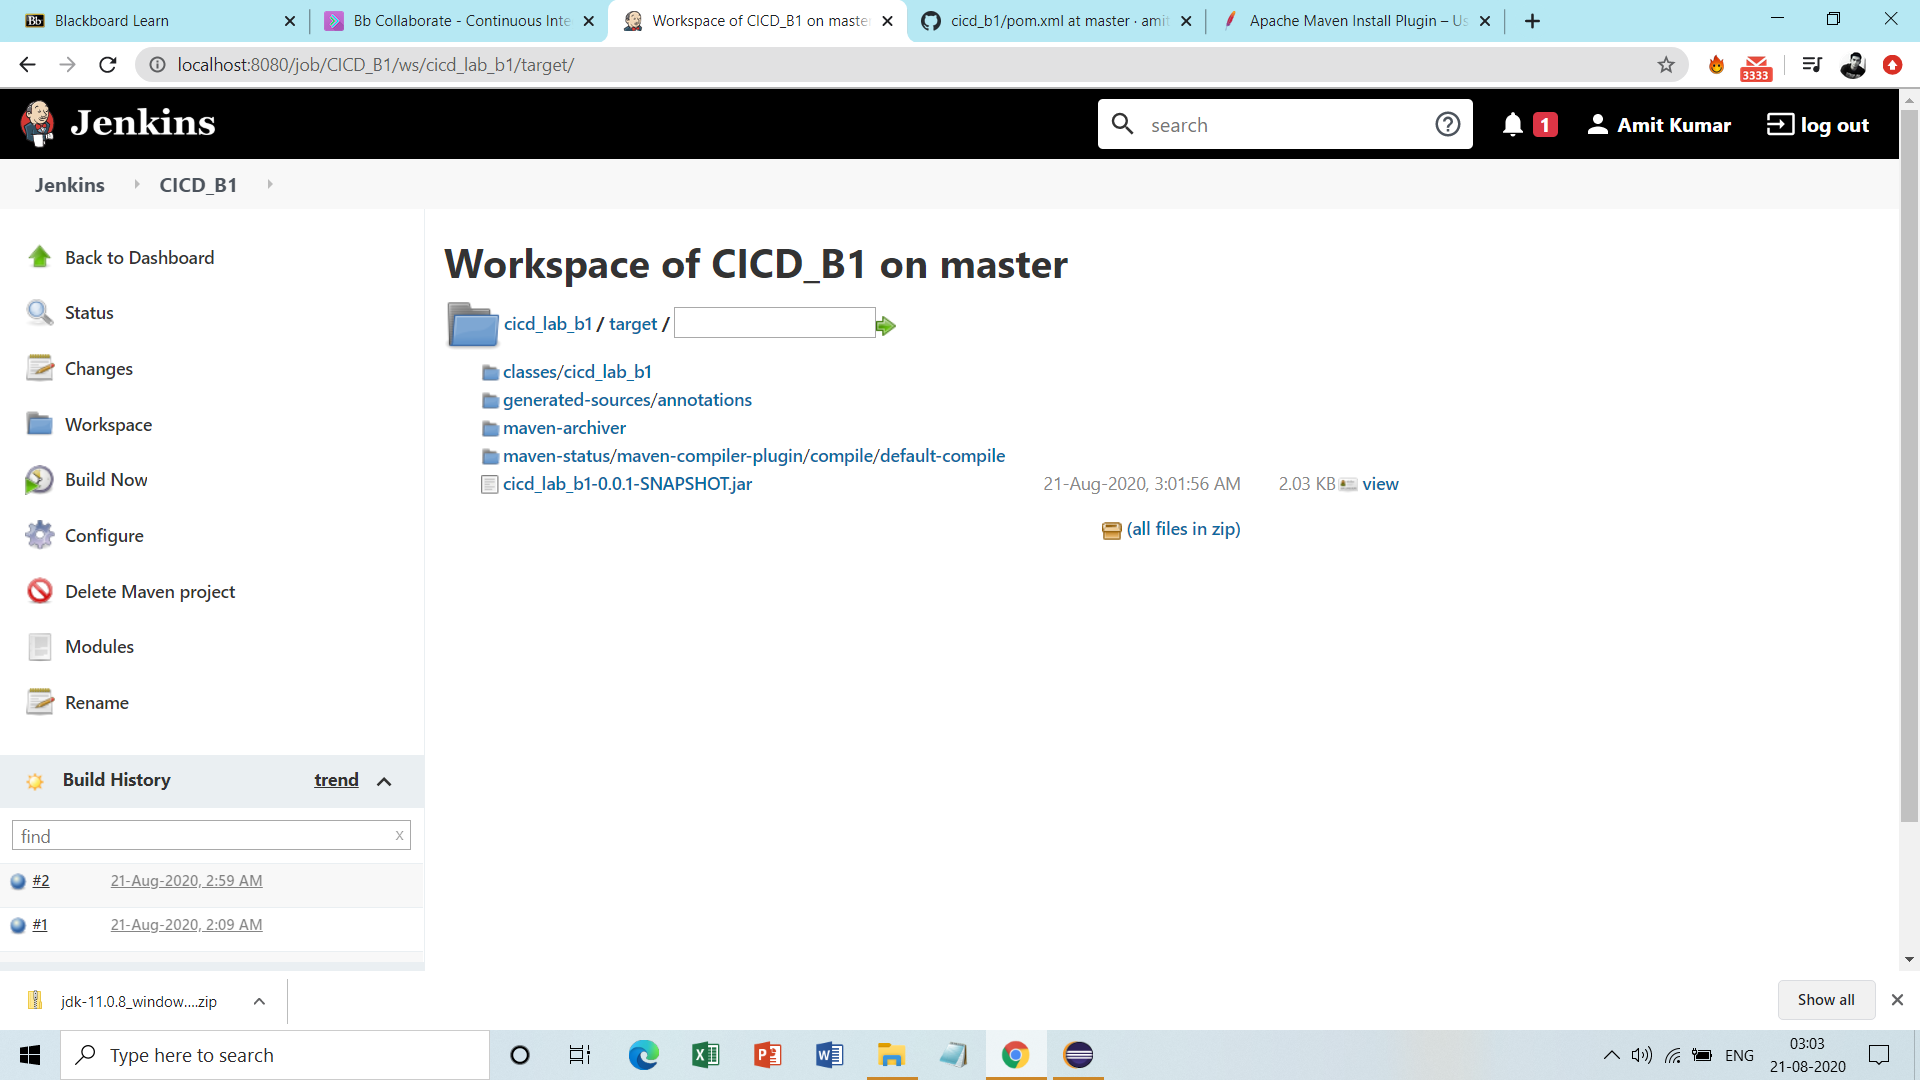 Blackboard Learn
Bb Collaborate - Continuous Inte
Workspace of CICD_B1 on master
cicd_b1/pom.xml at master · amit
Apache Maven Install Plugin – Us
localhost:8080/job/CICD_B1/ws/cicd_lab_b1/target/
3333
Jenkins
search
1
Amit Kumar
log out
Jenkins
CICD_B1
Back to Dashboard
Status
Changes
Workspace
Build Now
Configure
Delete Maven project
Modules
Rename
Workspace of CICD_B1 on master
cicd_lab_b1 / target /
classes/cicd_lab_b1
generated-sources/annotations
maven-archiver
maven-status/maven-compiler-plugin/compile/default-compile
cicd_lab_b1-0.0.1-SNAPSHOT.jar 21-Aug-2020, 3:01:56 AM 2.03 KB view
(all files in zip)
Build History trend
find x
#2 21-Aug-2020, 2:59 AM
#1 21-Aug-2020, 2:09 AM
jdk-11.0.8_window....zip
Show all
Type here to search
ENG
03:03
21-08-2020